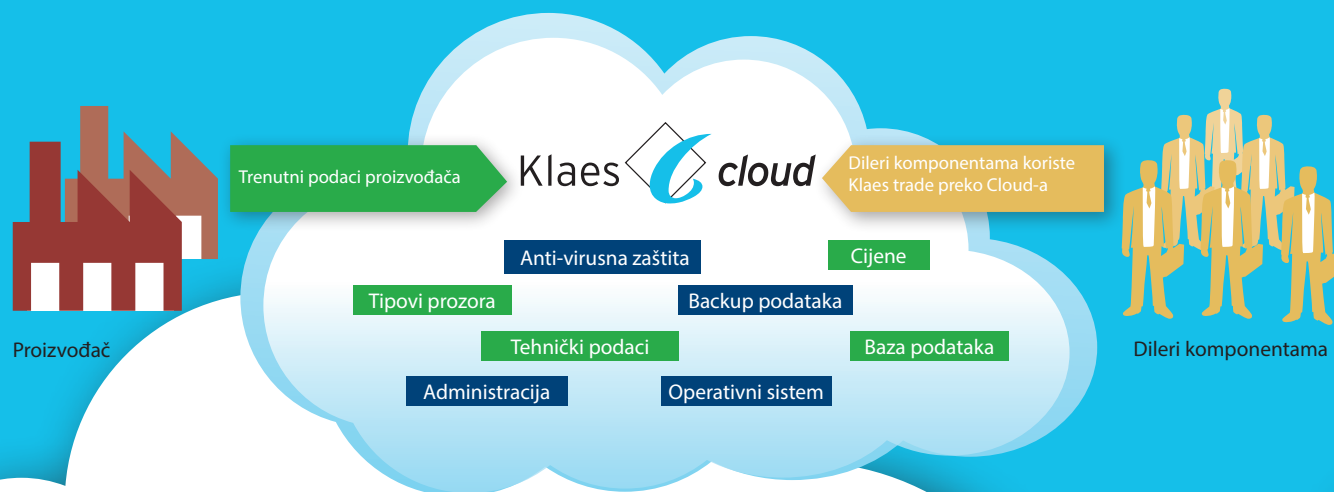 Trenutni podaci proizvođača
Klaes cloud
Dileri komponentama koriste
Klaes trade preko Cloud-a
Anti-virusna zaštita
Cijene
Tipovi prozora
Backup podataka
Tehnički podaci
Baza podataka
Proizvođač
Dileri komponentama
Administracija
Operativni sistem